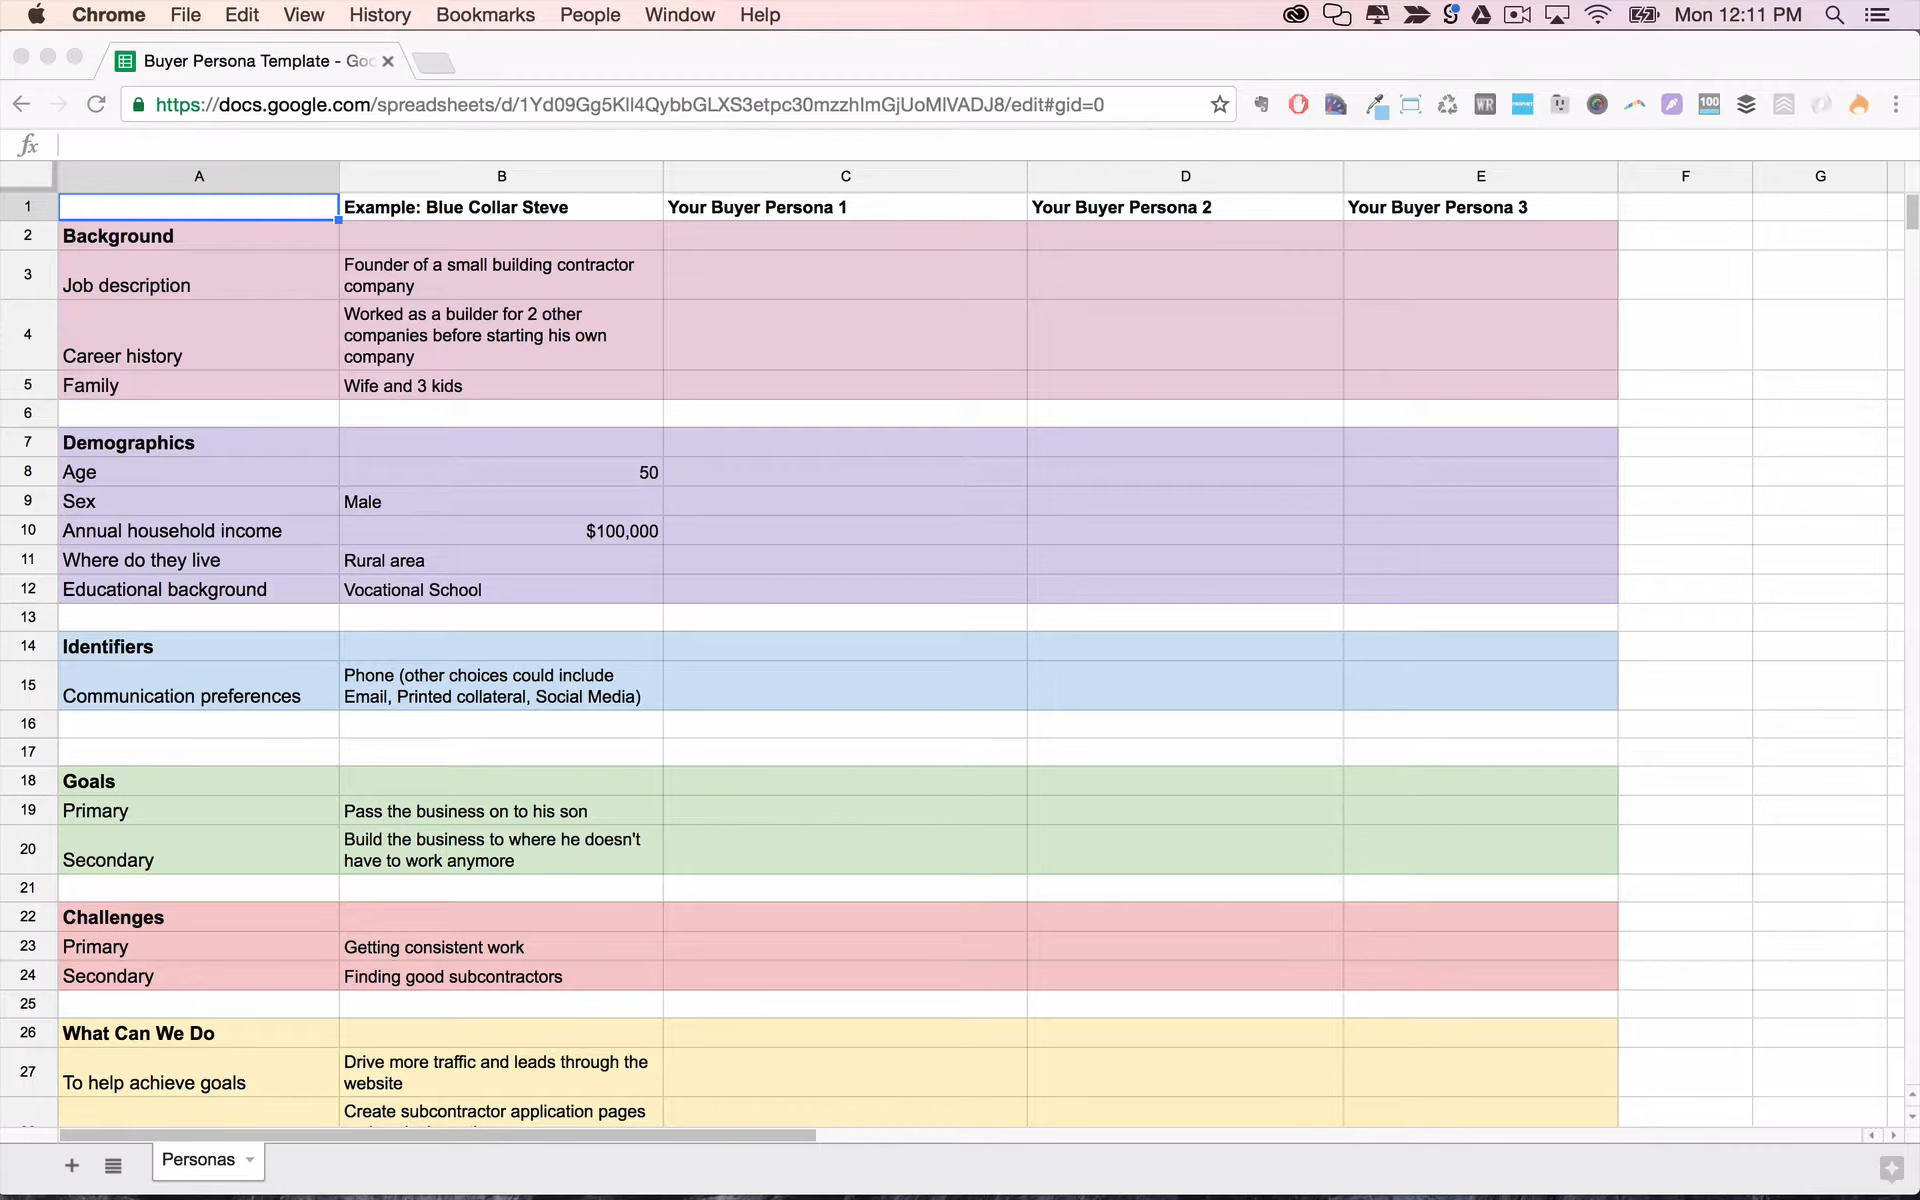 Chrome File Edit View History Bookmarks People Window Help Mon 12:11 PM
Buyer Persona Template - Goo
https://docs.google.com/spreadsheets/d/1Yd09Gg5Kll4QybbGLXS3etpc30mzzhlmGjUoMlVADJ8/edit#gid=0 WR 100
fx
A B C D E F G
1 Example: Blue Collar Steve Your Buyer Persona 1 Your Buyer Persona 2 Your Buyer Persona 3
2 Background
3 Job description Founder of a small building contractor
company
4 Career history Worked as a builder for 2 other
companies before starting his own
company
5 Family Wife and 3 kids
6
7 Demographics
8 Age 50
9 Sex Male
10 Annual household income $100,000
11 Where do they live Rural area
12 Educational background Vocational School
13
14 Identifiers
15 Communication preferences Phone (other choices could include
Email, Printed collateral, Social Media)
16
17
18 Goals
19 Primary Pass the business on to his son
20 Secondary Build the business to where he doesn't
have to work anymore
21
22 Challenges
23 Primary Getting consistent work
24 Secondary Finding good subcontractors
25
26 What Can We Do
27 To help achieve goals Drive more traffic and leads through the
website
Create subcontractor application pages
Personas